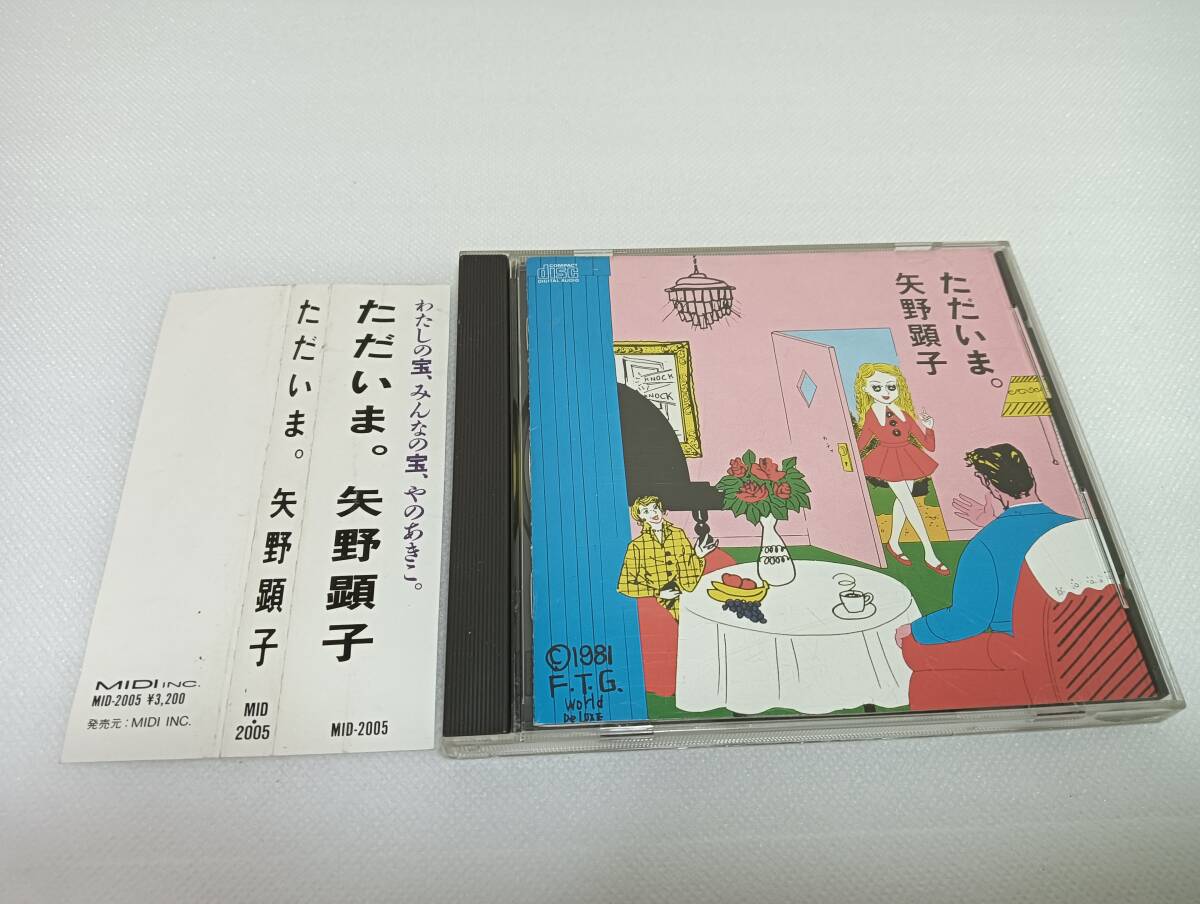 わたしの宝、みんなの宝、やのあきこ。
ただいま。 矢野顕子
MID-2005
ただいま。 矢野顕子
MID・
2005
MIDI INC.
MID-2005 ¥3,200
発売元：MIDI INC.
COMPACT
disc
DIGITAL AUDIO
ただいま。
矢野顕子
KNOCK
KNOCK
©1981
F.T.G.
World
DeLuxe